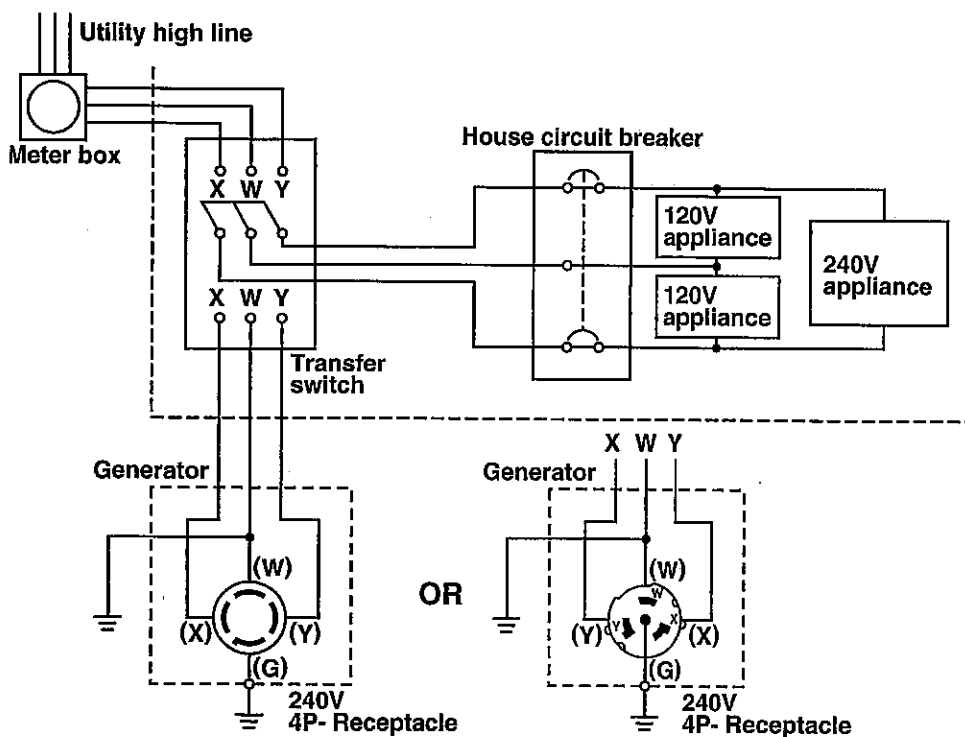 Utility high line
Meter box
X W Y
House circuit breaker
120V
appliance
120V
appliance
240V
appliance
X W Y
Transfer
switch
Generator
(W)
(X)
(Y)
(G)
240V
4P- Receptacle
OR
X W Y
Generator
(W)
W
Y
X
(Y)
(X)
(G)
240V
4P- Receptacle